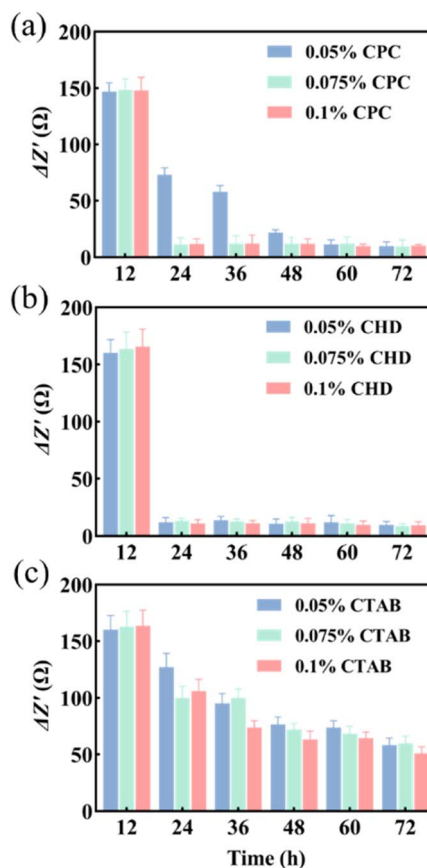 (a)
200
150
100
50
0
ΔZ' (Ω)
0.05% CPC
0.075% CPC
0.1% CPC
12 24 36 48 60 72
(b)
200
150
100
50
0
ΔZ' (Ω)
0.05% CHD
0.075% CHD
0.1% CHD
12 24 36 48 60 72
(c)
200
150
100
50
0
ΔZ' (Ω)
0.05% CTAB
0.075% CTAB
0.1% CTAB
12 24 36 48 60 72
Time (h)